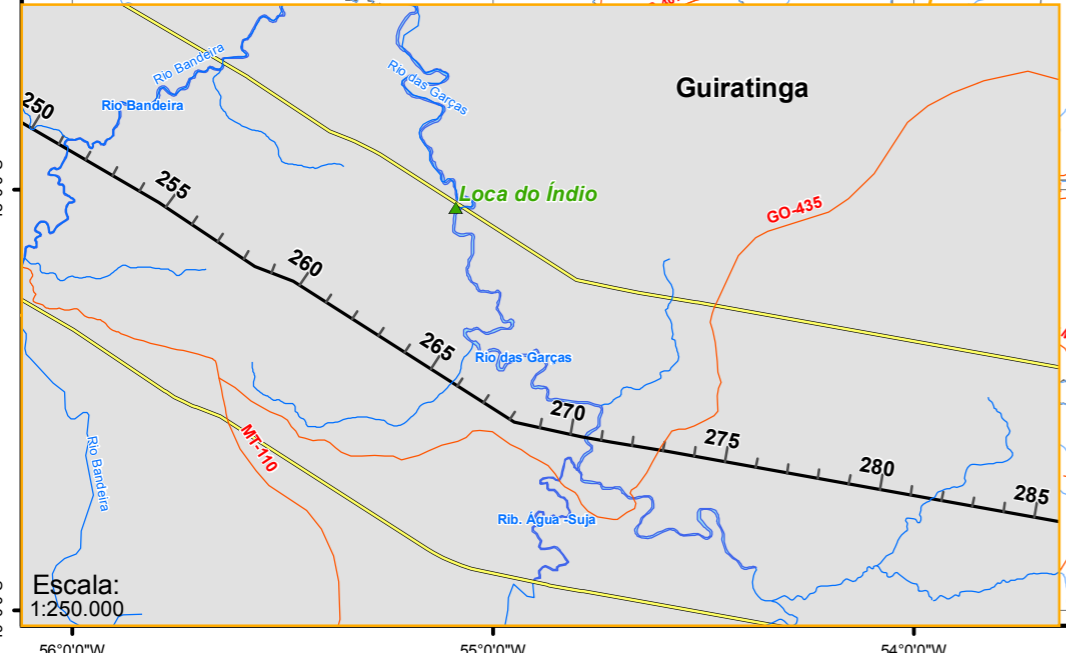 Rio Bandeira
Rio das Garças
Guiratinga
250
Rio Bandeira
255
Loca do Índio
GO-435
260
265
Rio das Garças
270
275
MT-110
280
Rio Bandeira
285
Rib. Água -Suja
Escala:
1:250.000
56°0'0"W
55°0'0"W
54°0'0"W